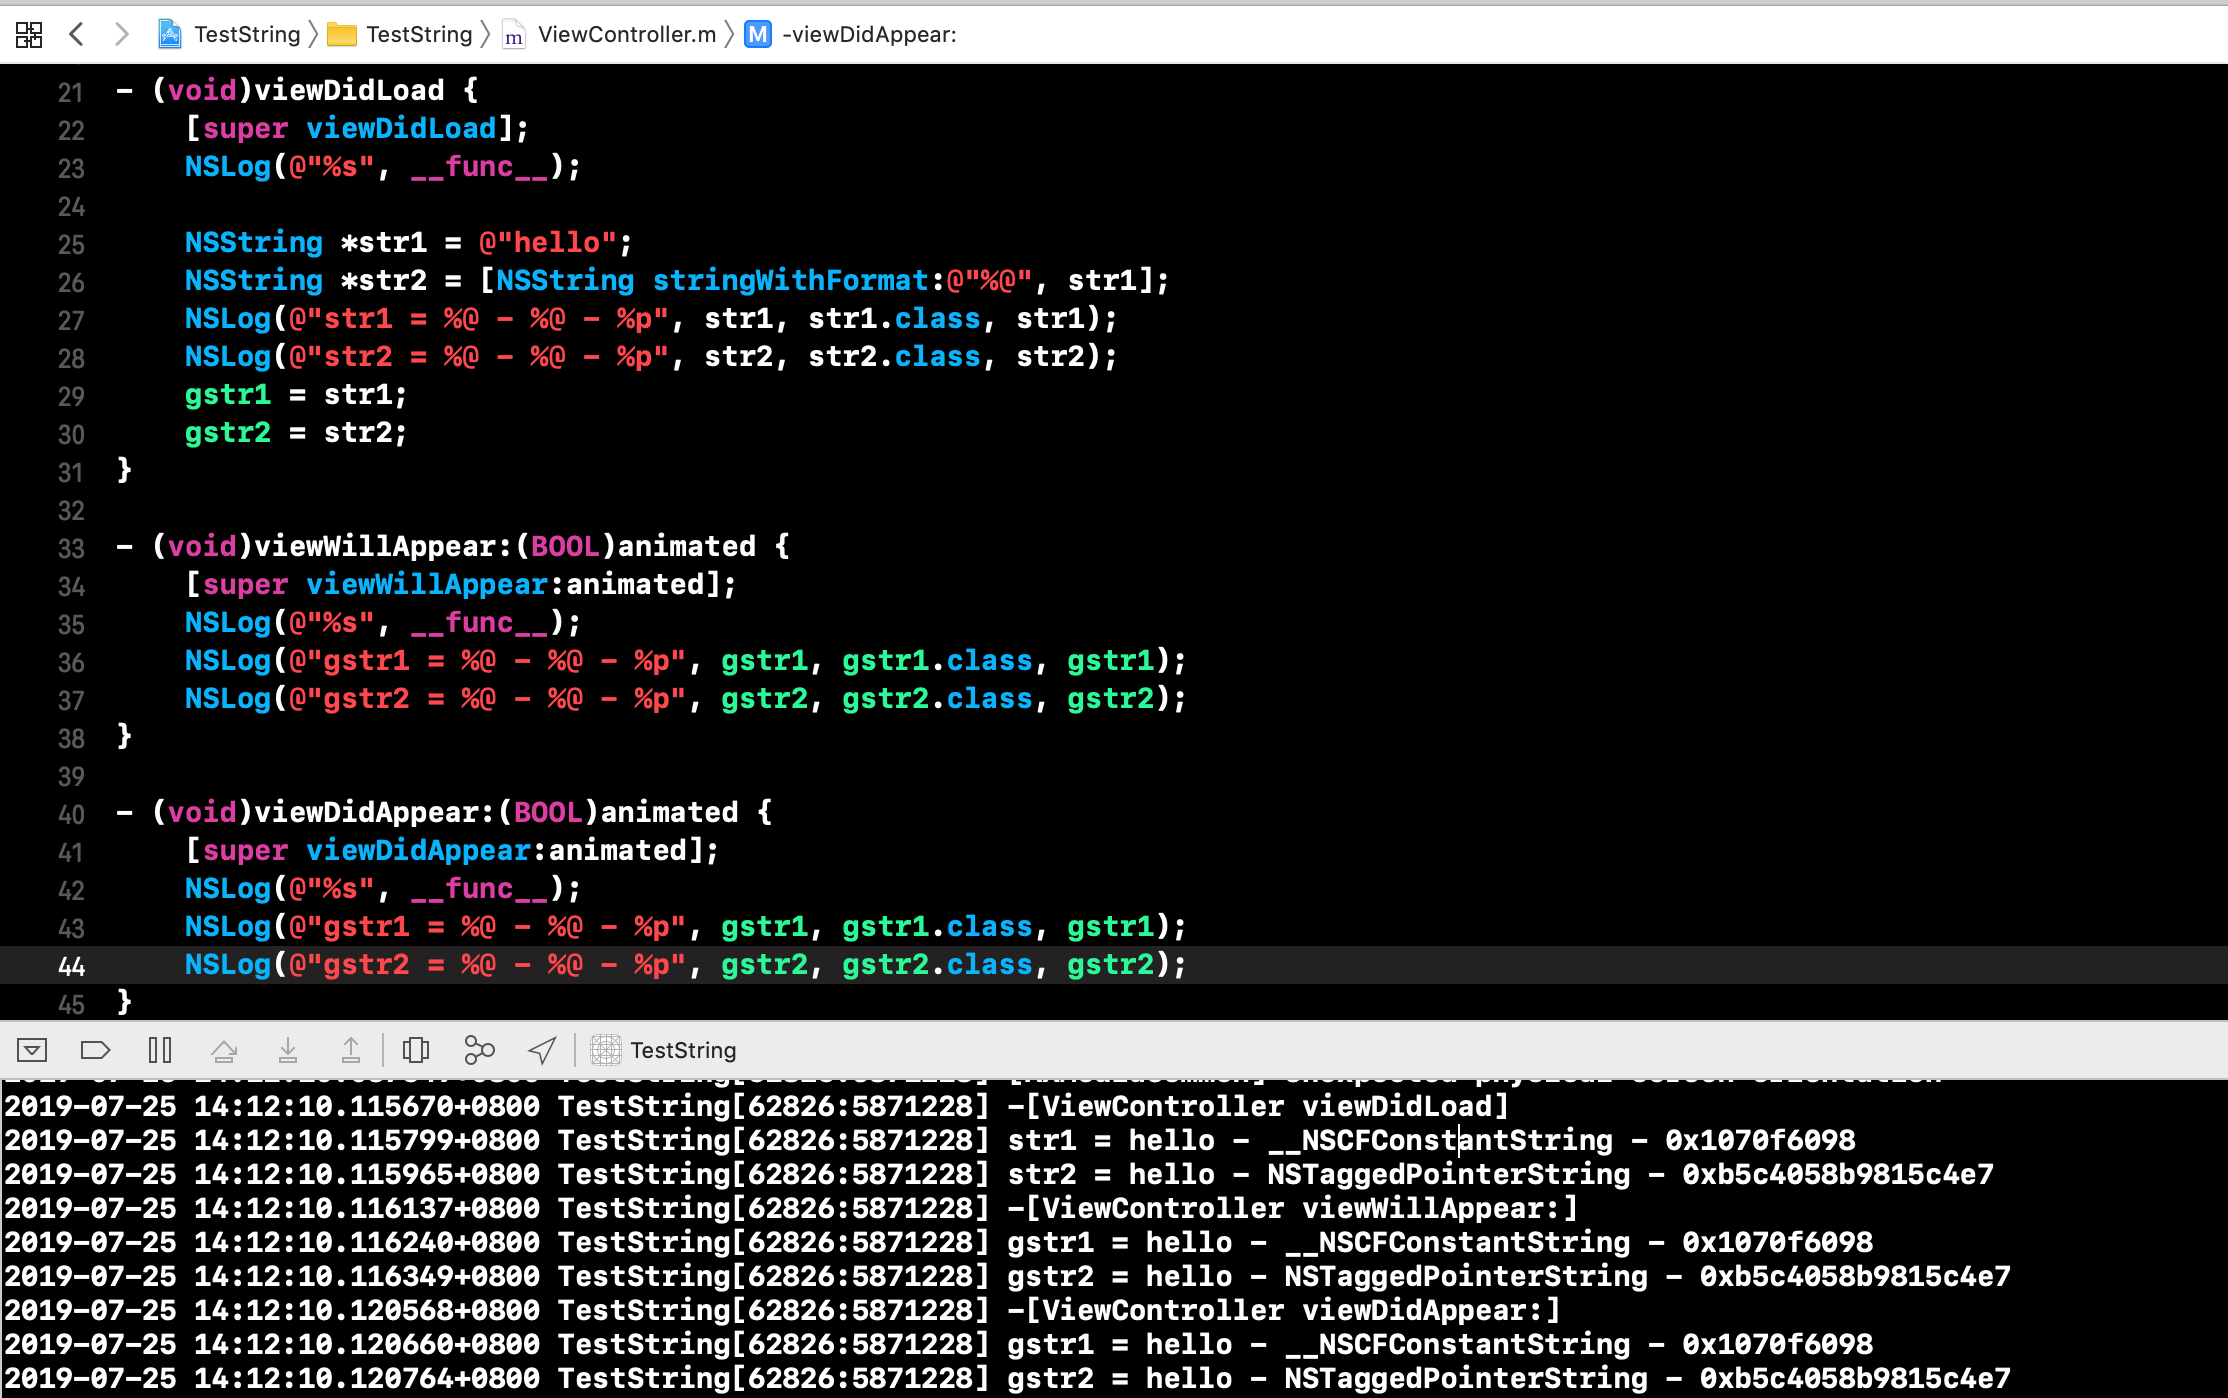 TestString TestString m ViewController.m M -viewDidAppear:
21 - (void)viewDidLoad {
22 [super viewDidLoad];
23 NSLog(@"%s", __func__);
24
25 NSString *str1 = @"hello";
26 NSString *str2 = [NSString stringWithFormat:@"%@", str1];
27 NSLog(@"str1 = %@ - %@ - %p", str1, str1.class, str1);
28 NSLog(@"str2 = %@ - %@ - %p", str2, str2.class, str2);
29 gstr1 = str1;
30 gstr2 = str2;
31 }
32
33 - (void)viewWillAppear:(BOOL)animated {
34 [super viewWillAppear:animated];
35 NSLog(@"%s", __func__);
36 NSLog(@"gstr1 = %@ - %@ - %p", gstr1, gstr1.class, gstr1);
37 NSLog(@"gstr2 = %@ - %@ - %p", gstr2, gstr2.class, gstr2);
38 }
39
40 - (void)viewDidAppear:(BOOL)animated {
41 [super viewDidAppear:animated];
42 NSLog(@"%s", __func__);
43 NSLog(@"gstr1 = %@ - %@ - %p", gstr1, gstr1.class, gstr1);
44 NSLog(@"gstr2 = %@ - %@ - %p", gstr2, gstr2.class, gstr2);
45 }
TestString
2019-07-25 14:12:10.115670+0800 TestString[62826:5871228] -[ViewController viewDidLoad]
2019-07-25 14:12:10.115799+0800 TestString[62826:5871228] str1 = hello - __NSCFConstantString - 0x1070f6098
2019-07-25 14:12:10.115965+0800 TestString[62826:5871228] str2 = hello - NSTaggedPointerString - 0xb5c4058b9815c4e7
2019-07-25 14:12:10.116137+0800 TestString[62826:5871228] -[ViewController viewWillAppear:]
2019-07-25 14:12:10.116240+0800 TestString[62826:5871228] gstr1 = hello - __NSCFConstantString - 0x1070f6098
2019-07-25 14:12:10.116349+0800 TestString[62826:5871228] gstr2 = hello - NSTaggedPointerString - 0xb5c4058b9815c4e7
2019-07-25 14:12:10.120568+0800 TestString[62826:5871228] -[ViewController viewDidAppear:]
2019-07-25 14:12:10.120660+0800 TestString[62826:5871228] gstr1 = hello - __NSCFConstantString - 0x1070f6098
2019-07-25 14:12:10.120764+0800 TestString[62826:5871228] gstr2 = hello - NSTaggedPointerString - 0xb5c4058b9815c4e7